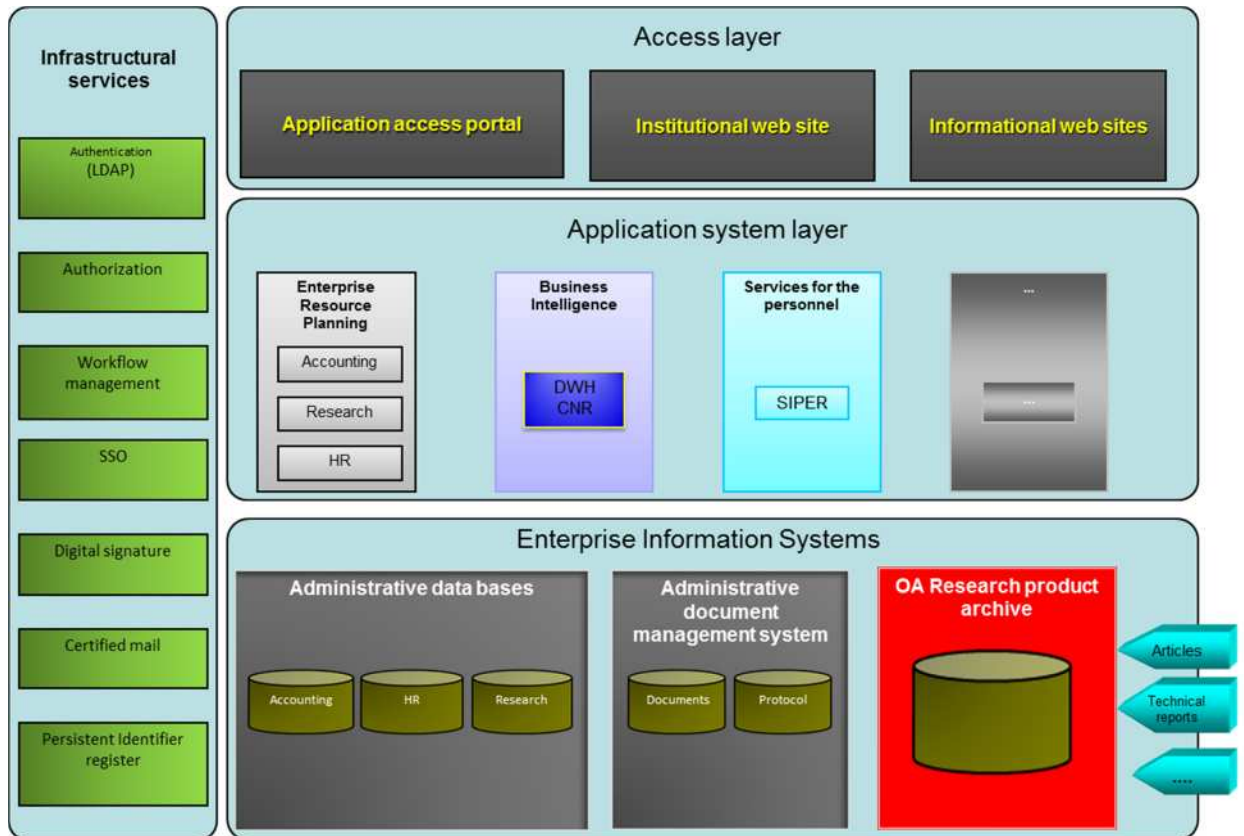 Infrastructural
services
Authentication
(LDAP)
Authorization
Workflow
management
SSO
Digital signature
Certified mail
Persistent Identifier
register
Access layer
Application access portal
Institutional web site
Informational web sites
Application system layer
Enterprise
Resource
Planning
Accounting
Research
HR
Business
Intelligence
DWH
CNR
Services for the
personnel
SIPER
...
...
Enterprise Information Systems
Administrative data bases
Accounting
HR
Research
Administrative
document
management system
Documents
Protocol
OA Research product
archive
Articles
Technical
reports
....